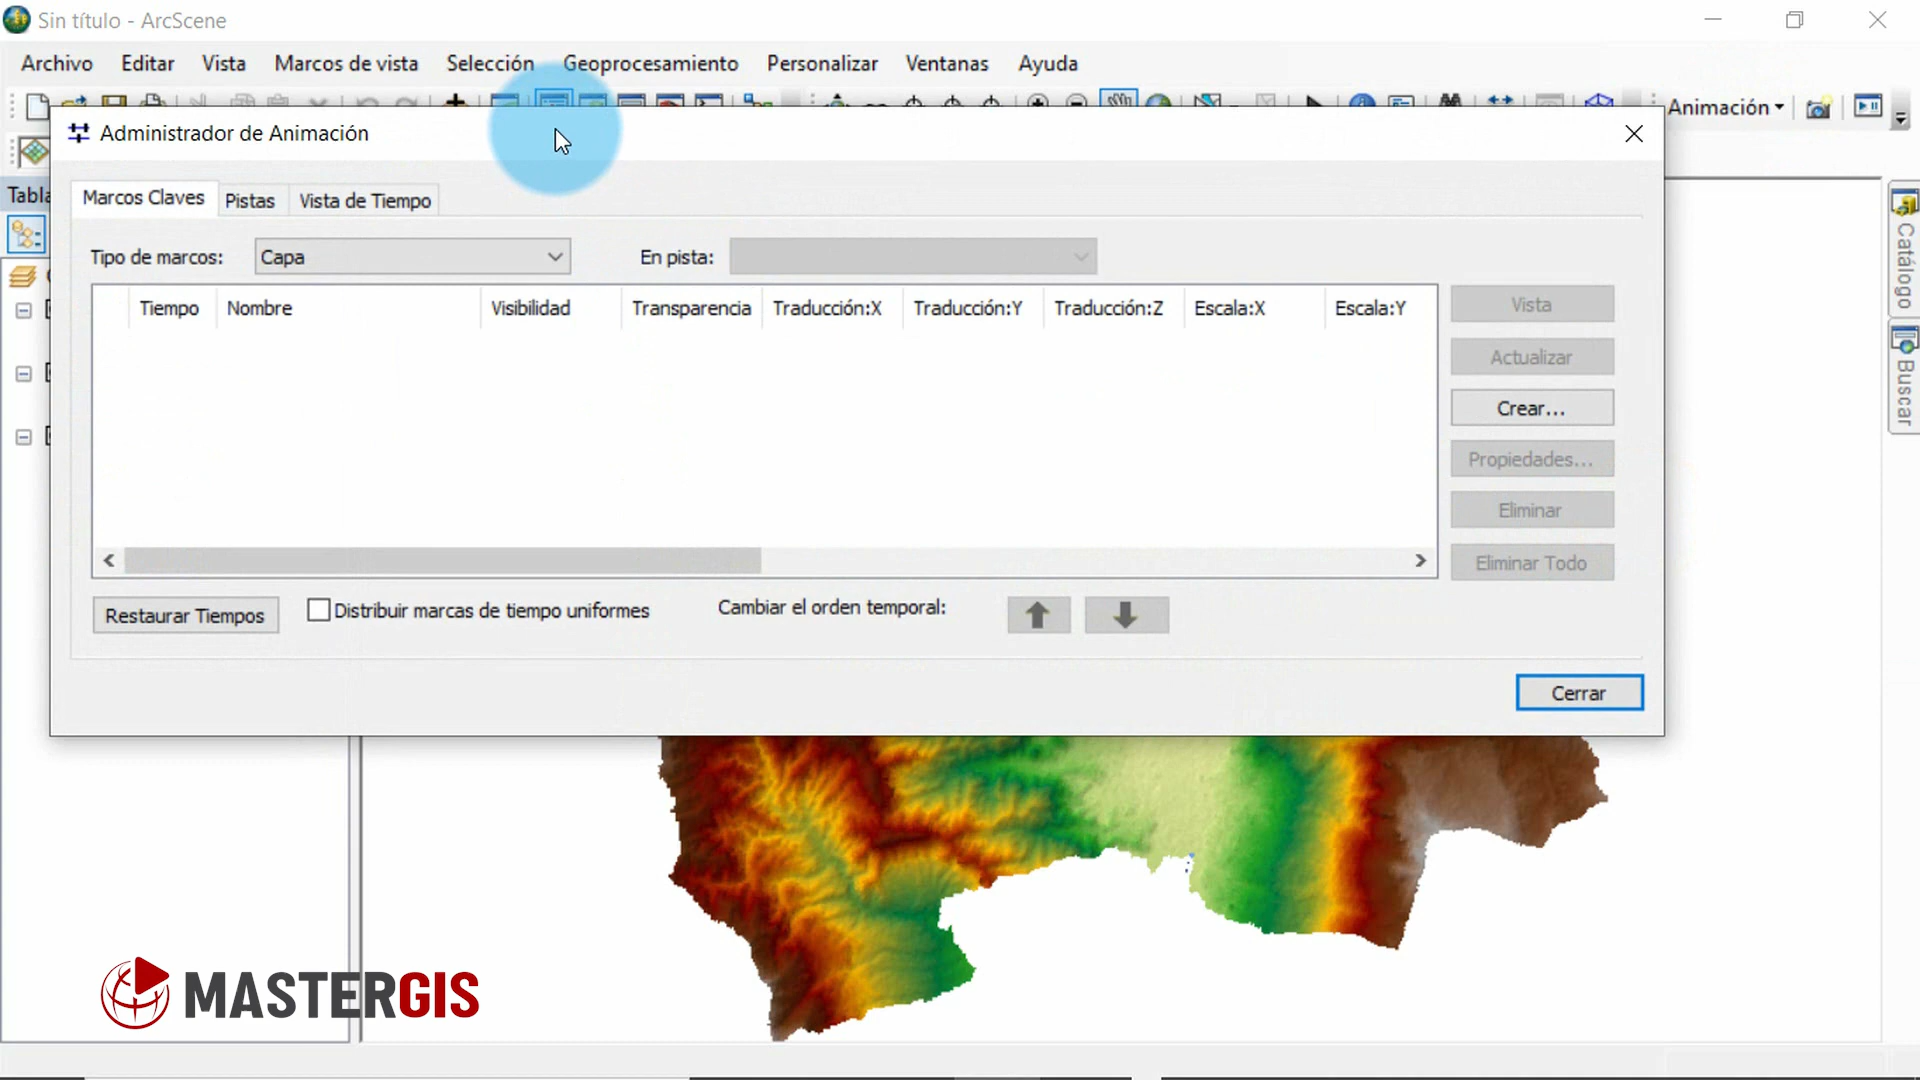 Sin título - ArcScene
Archivo Editar Vista Marcos de vista Selección Geoprocesamiento Personalizar Ventanas Ayuda
Animación
Administrador de Animación
Marcos Claves Pistas Vista de Tiempo
Tipo de marcos: Capa En pista:
Tiempo Nombre Visibilidad Transparencia Traducción:X Traducción:Y Traducción:Z Escala:X Escala:Y
Vista
Actualizar
Crear...
Propiedades...
Eliminar
Eliminar Todo
Restaurar Tiempos Distribuir marcas de tiempo uniformes Cambiar el orden temporal:
Cerrar
Catálogo
Buscar
MASTERGIS